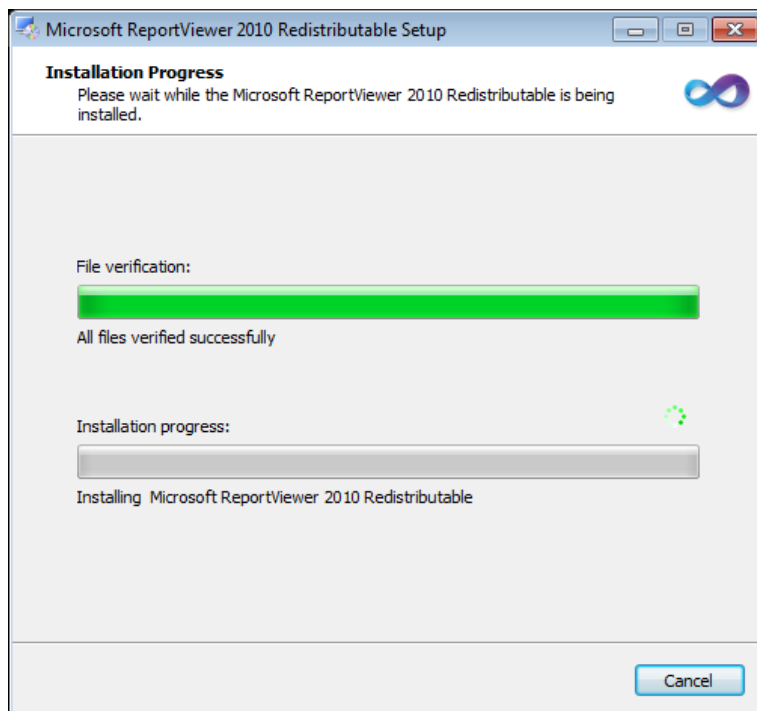 Microsoft ReportViewer 2010 Redistributable Setup
Installation Progress
Please wait while the Microsoft ReportViewer 2010 Redistributable is being
installed.
File verification:
All files verified successfully
Installation progress:
Installing  Microsoft ReportViewer 2010 Redistributable
Cancel